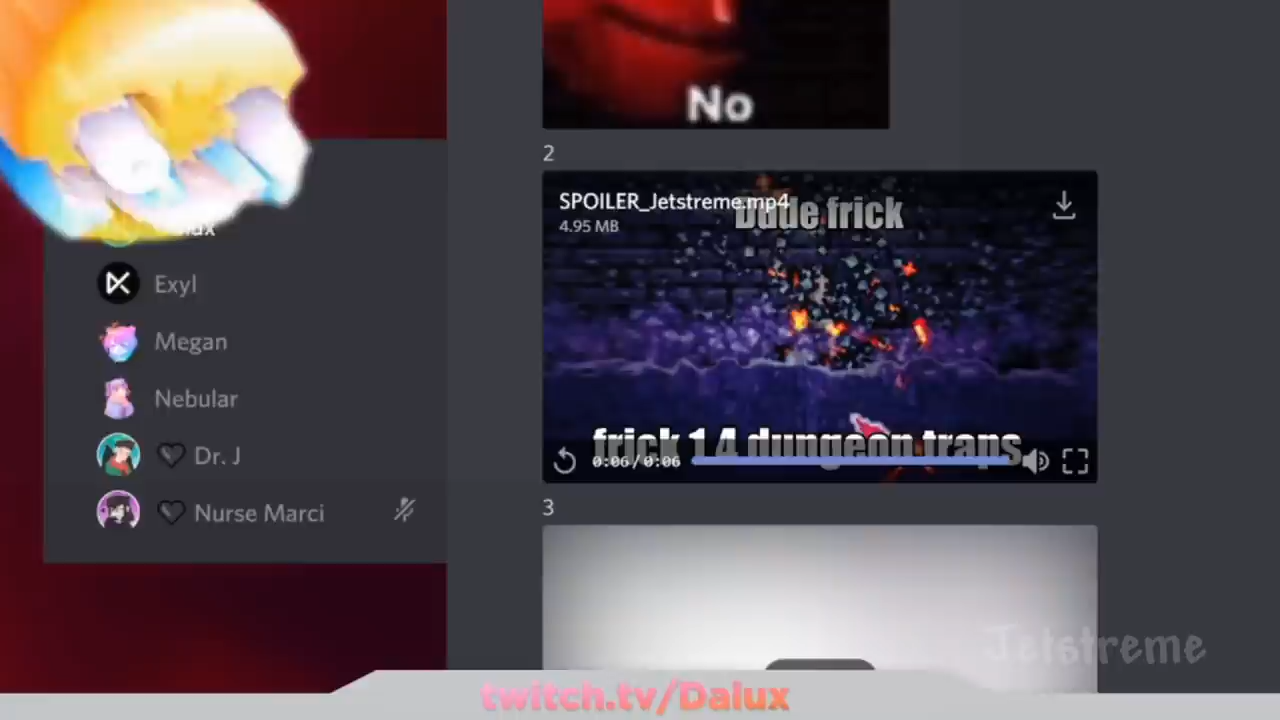 No
2
SPOILER_Jetstreme.mp4
4.95 MB
Dude frick
Exyl
Megan
Nebular
Dr. J
Nurse Marci
frick 1.4 dungeon traps
0:06/0:06
3
Jetstreme
twitch.tv/Dalux